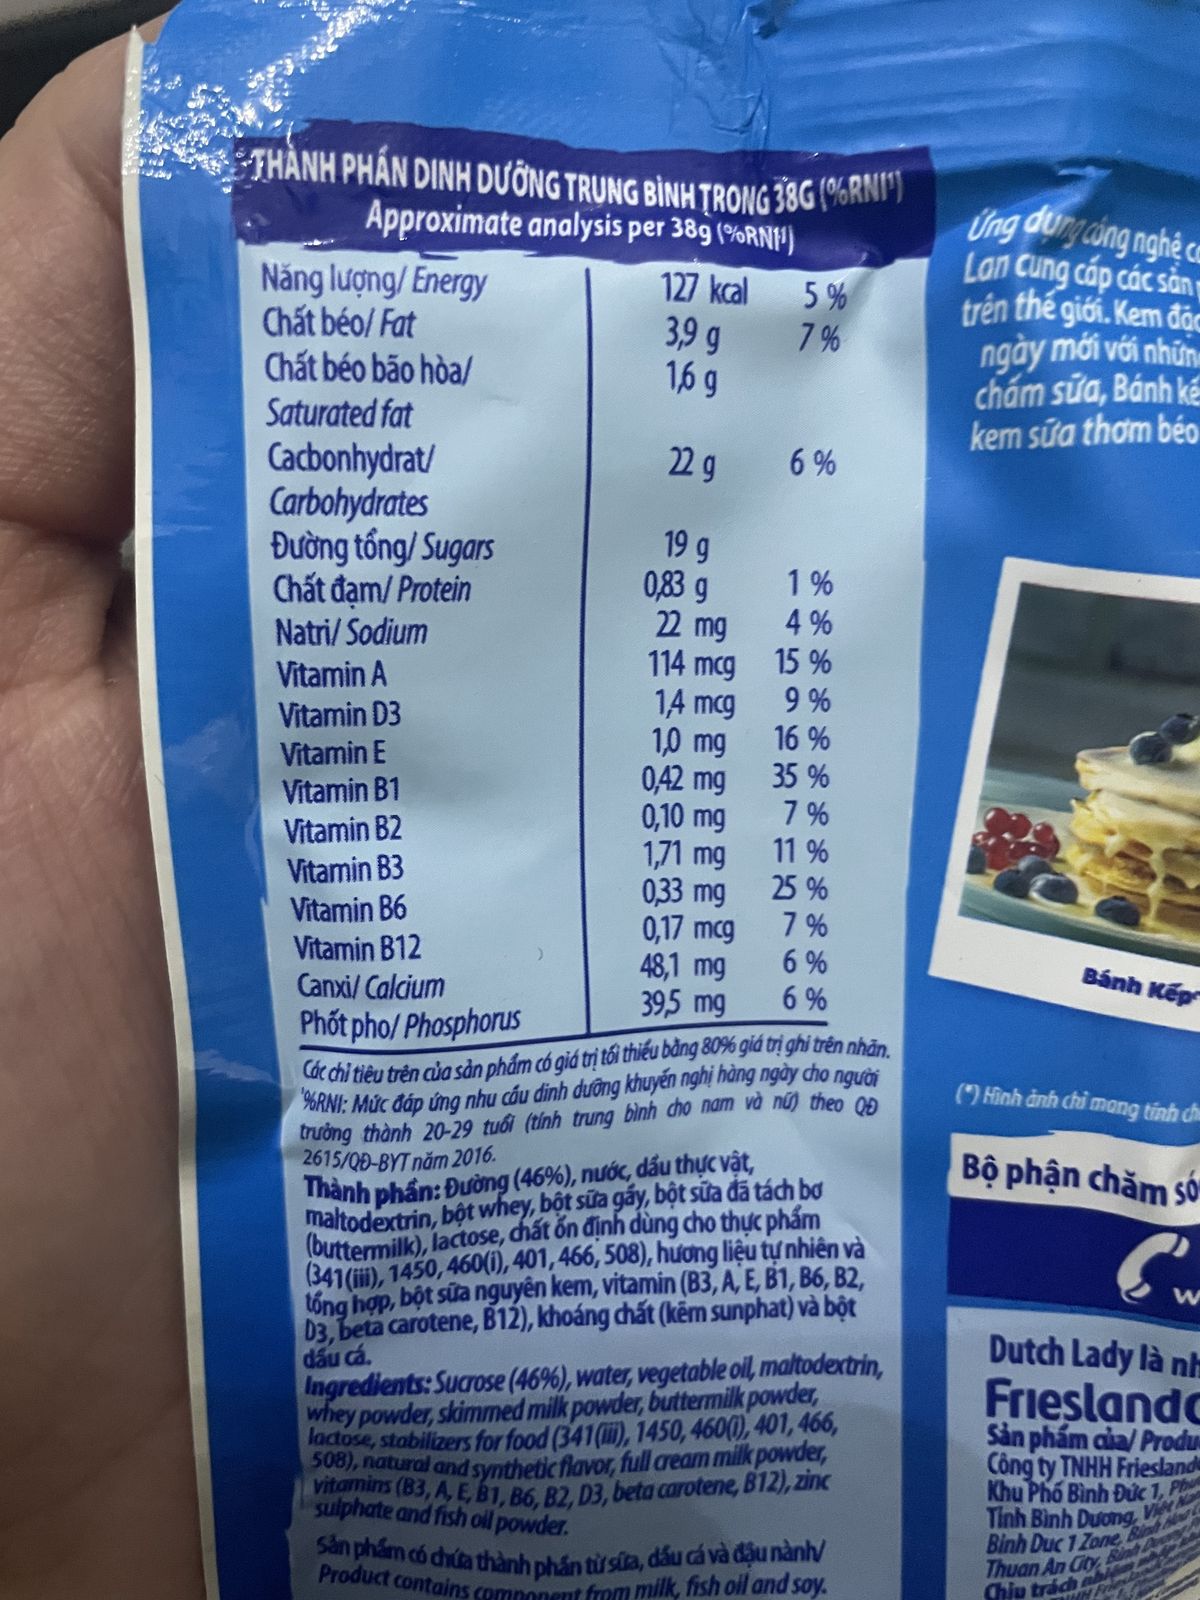 THÀNH PHẦN DINH DƯỠNG TRUNG BÌNH TRONG 38G (%RNI¹)
Approximate analysis per 38g (%RNI¹)
Năng lượng/ Energy 127 kcal 5 %
Chất béo/ Fat 3,9 g 7 %
Chất béo bão hòa/ 1,6 g
Saturated fat
Cacbonhydrat/ 22 g 6 %
Carbohydrates
Đường tổng/ Sugars 19 g
Chất đạm/ Protein 0,83 g 1 %
Natri/ Sodium 22 mg 4 %
Vitamin A 114 mcg 15 %
Vitamin D3 1,4 mcg 9 %
Vitamin E 1,0 mg 16 %
Vitamin B1 0,42 mg 35 %
Vitamin B2 0,10 mg 7 %
Vitamin B3 1,71 mg 11 %
Vitamin B6 0,33 mg 25 %
Vitamin B12 0,17 mcg 7 %
Canxi/ Calcium 48,1 mg 6 %
Phốt pho/ Phosphorus 39,5 mg 6 %
Các chỉ tiêu trên của sản phẩm có giá trị tối thiểu bằng 80% giá trị ghi trên nhãn.
¹%RNI: Mức đáp ứng nhu cầu dinh dưỡng khuyến nghị hàng ngày cho người
trưởng thành 20-29 tuổi (tính trung bình cho nam và nữ) theo QĐ
2615/QĐ-BYT năm 2016.
Thành phần: Đường (46%), nước, dầu thực vật,
maltodextrin, bột whey, bột sữa gầy, bột sữa đã tách bơ
(buttermilk), lactose, chất ổn định dùng cho thực phẩm
(341(iii), 1450, 460(i), 401, 466, 508), hương liệu tự nhiên và
tổng hợp, bột sữa nguyên kem, vitamin (B3, A, E, B1, B6, B2,
D3, beta carotene, B12), khoáng chất (kẽm sunphat) và bột
dầu cá.
Ingredients: Sucrose (46%), water, vegetable oil, maltodextrin,
whey powder, skimmed milk powder, buttermilk powder,
lactose, stabilizers for food (341(iii), 1450, 460(i), 401, 466,
508), natural and synthetic flavor, full cream milk powder,
vitamins (B3, A, E, B1, B6, B2, D3, beta carotene, B12), zinc
sulphate and fish oil powder.
Sản phẩm có chứa thành phần từ sữa, dầu cá và đậu nành/
Product contains component from milk, fish oil and soy.
Ứng dụng công nghệ
Lan cung cấp các sản
trên thế giới. Kem đặc
ngày mới với những
chấm sữa, Bánh
kem sữa thơm béo
Bánh Kếp
(*) Hình ảnh chỉ mang tính
Bộ phận chăm
Dutch Lady là
Friesland
Sản phẩm của/
Công ty TNHH Friesland
Khu Phố Bình Đức 1,
Tỉnh Bình Dương, Việt
Binh Duc 1 Zone,
Thuan An City,
Chịu trách